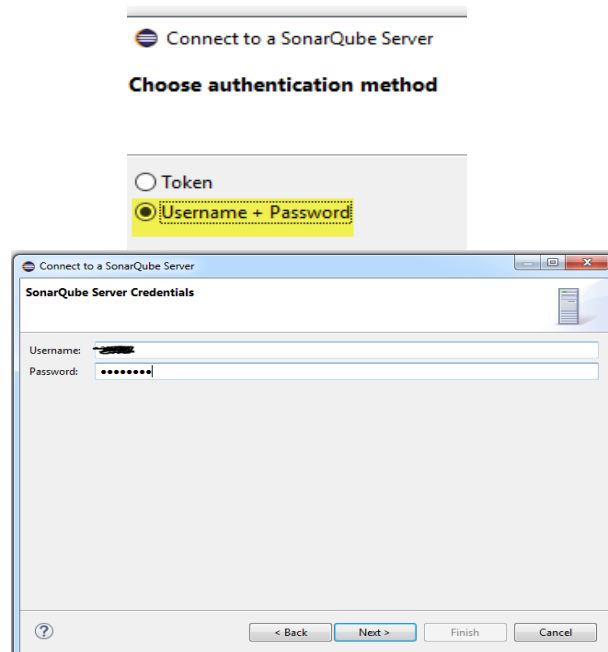 Connect to a SonarQube Server
Choose authentication method
Token
Username + Password
Connect to a SonarQube Server
SonarQube Server Credentials
Username:
Password: ••••••••
?
< Back Next > Finish Cancel